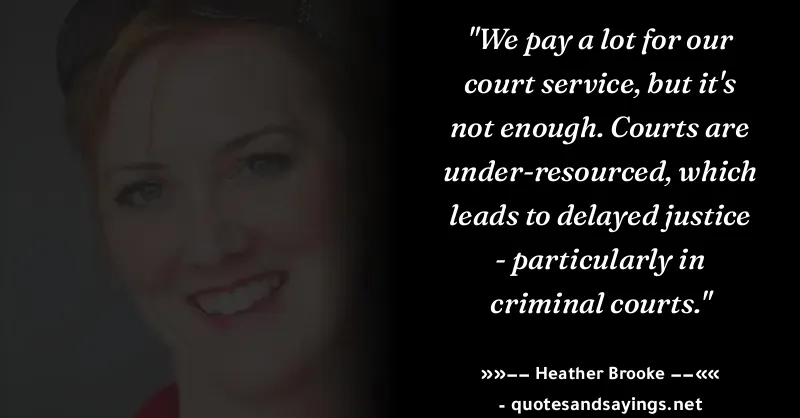 "We pay a lot for our
court service, but it's
not enough. Courts are
under-resourced, which
leads to delayed justice
- particularly in
criminal courts."
»»–– Heather Brooke ––««
- quotesandsayings.net